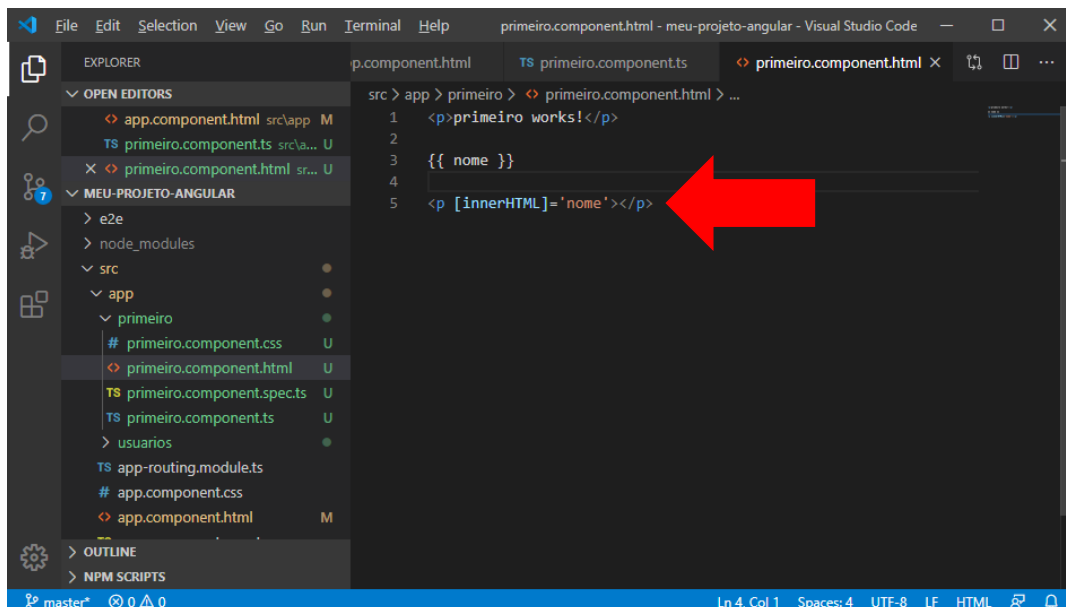 File Edit Selection View Go Run Terminal Help primeiro.component.html - meu-projeto-angular - Visual Studio Code
EXPLORER
p.component.html TS primeiro.component.ts <> primeiro.component.html ...
OPEN EDITORS
<> app.component.html src\app M
TS primeiro.component.ts src\a... U
<> primeiro.component.html sr... U
MEU-PROJETO-ANGULAR
> e2e
> node_modules
src
app
primeiro
# primeiro.component.css U
<> primeiro.component.html U
TS primeiro.component.spec.ts U
TS primeiro.component.ts U
> usuarios
TS app-routing.module.ts
# app.component.css
<> app.component.html M
> OUTLINE
> NPM SCRIPTS
src > app > primeiro > <> primeiro.component.html > ...
1 <p>primeiro works!</p>
2
3 {{ nome }}
4
5 <p [innerHTML]='nome'></p>
7
master* 0 0 Ln 4, Col 1 Spaces: 4 UTF-8 LF HTML